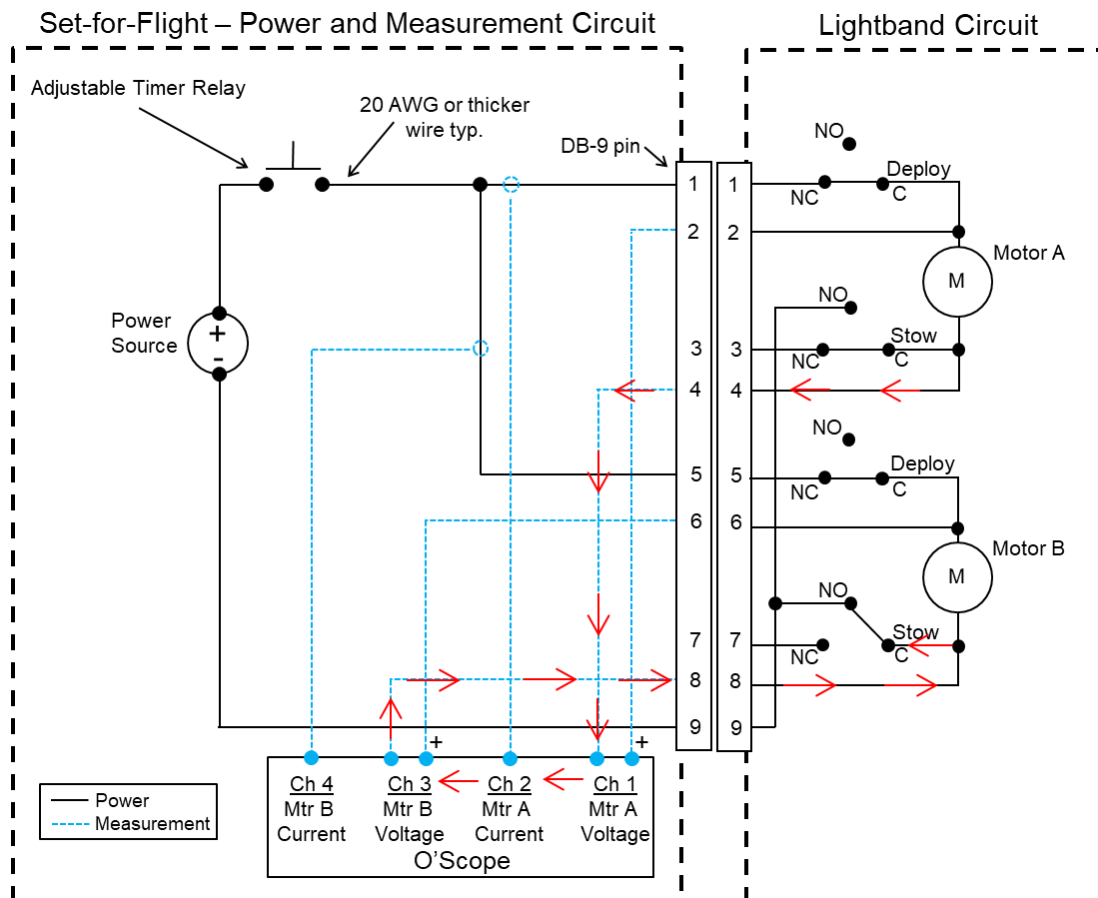 Set-for-Flight – Power and Measurement Circuit
Lightband Circuit
Adjustable Timer Relay
20 AWG or thicker
wire typ.
DB-9 pin
Power
Source
+
-
1
2
3
4
5
6
7
8
9
1
2
3
4
5
6
7
8
9
NO
Deploy
NC
C
Motor A
M
NO
Stow
NC
C
NO
Deploy
NC
C
Motor B
M
NO
Stow
NC
C
+
+
Ch 4
Mtr B
Current
Ch 3
Mtr B
Voltage
Ch 2
Mtr A
Current
Ch 1
Mtr A
Voltage
O'Scope
Power
Measurement